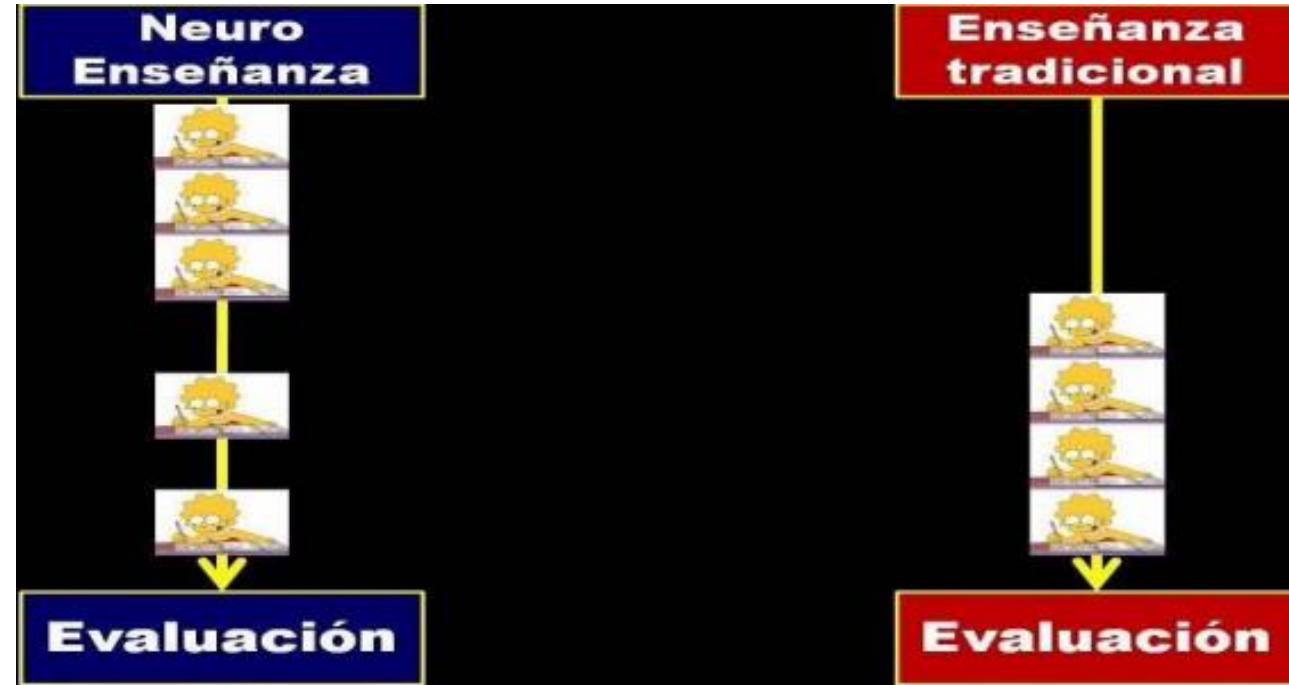 Neuro
Enseñanza
Enseñanza
tradicional
Evaluación
Evaluación